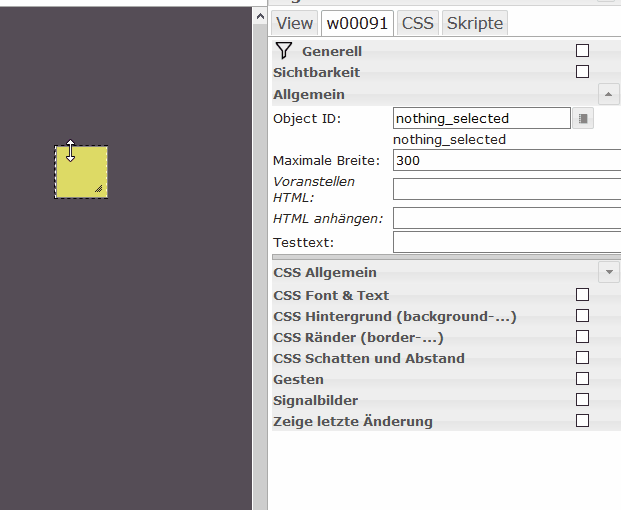 View w00091 CSS Skripte
Generell
Sichtbarkeit
Allgemein
Object ID: nothing_selected
nothing_selected
Maximale Breite: 300
Voranstellen
HTML:
HTML anhängen:
Testtext:
CSS Allgemein
CSS Font & Text
CSS Hintergrund (background-...)
CSS Ränder (border-...)
CSS Schatten und Abstand
Gesten
Signalbilder
Zeige letzte Änderung